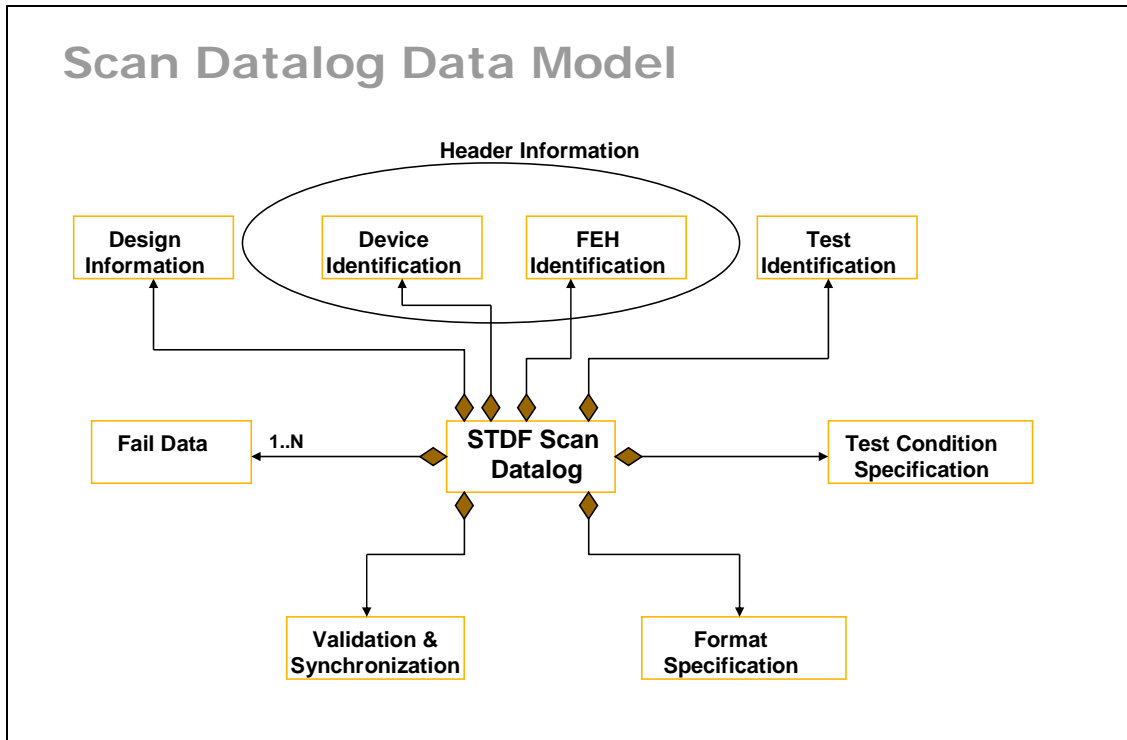 Scan Datalog Data Model
Header Information
Design
Information
Device
Identification
FEH
Identification
Test
Identification
Fail Data
1..N
STDF Scan
Datalog
Test Condition
Specification
Validation &
Synchronization
Format
Specification